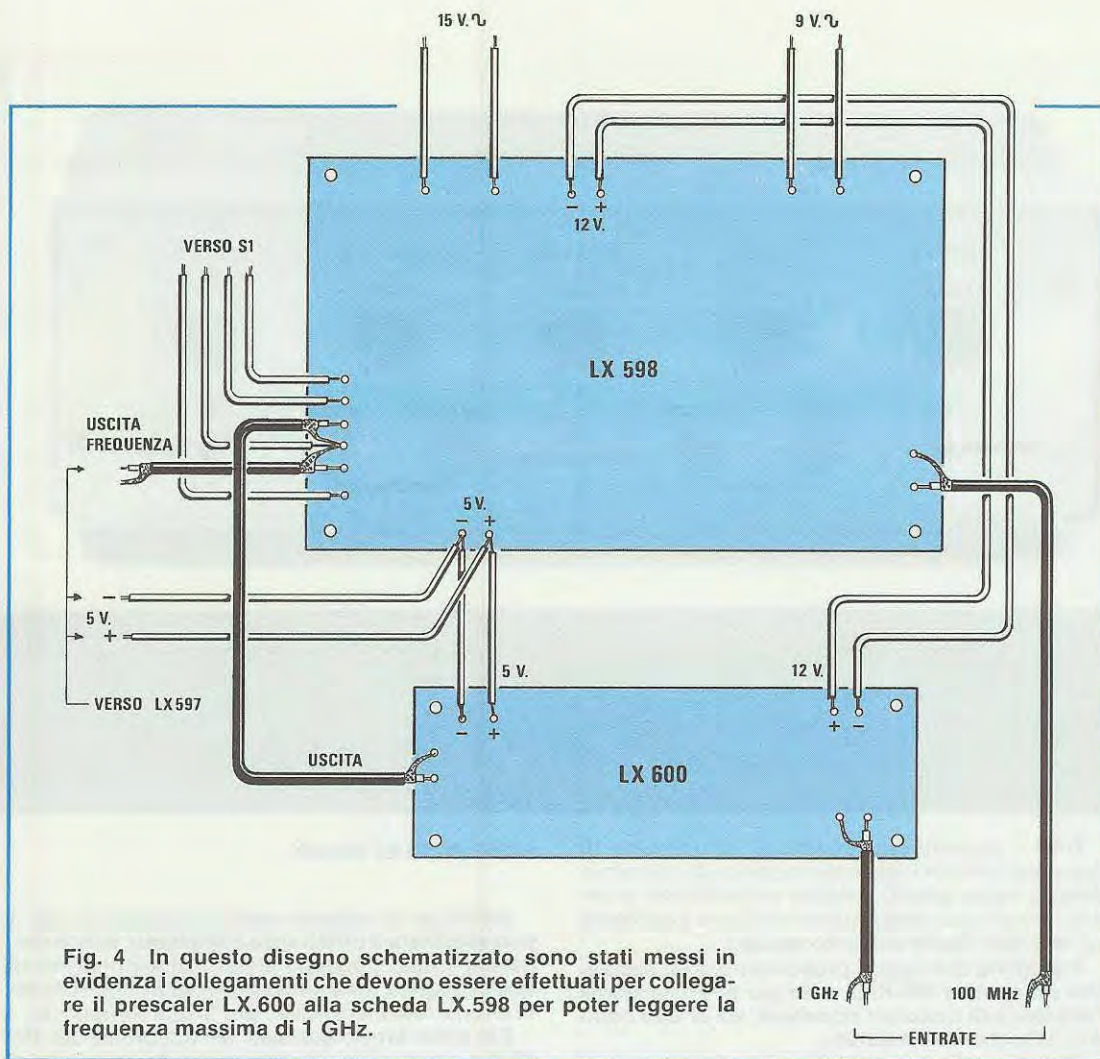 15 V.
9 V.
− +
12 V.
VERSO S1
LX 598
USCITA
FREQUENZA
5 V.
− +
−
5 V.
+
VERSO LX597
5 V.
− +
12 V.
+ −
USCITA
LX 600
1 GHz
100 MHz
ENTRATE
Fig. 4 In questo disegno schematizzato sono stati messi in
evidenza i collegamenti che devono essere effettuati per collega-
re il prescaler LX.600 alla scheda LX.598 per poter leggere la
frequenza massima di 1 GHz.